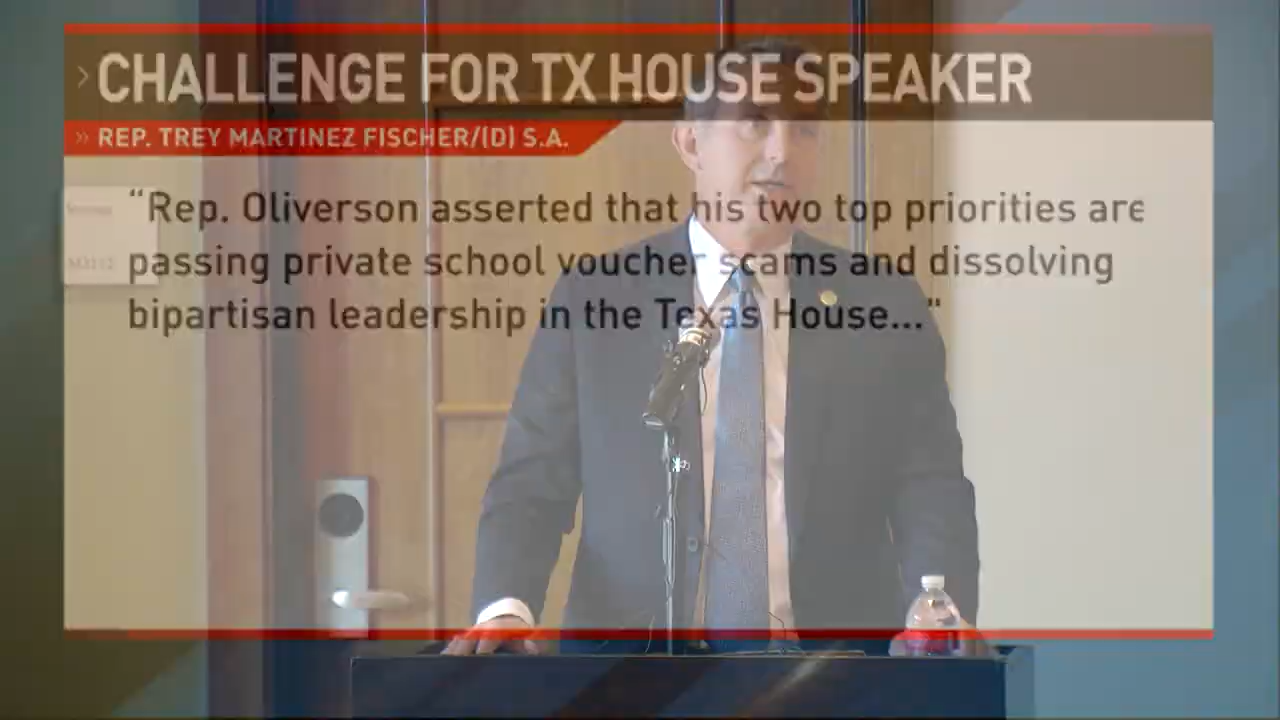 CHALLENGE FOR TX HOUSE SPEAKER
REP. TREY MARTINEZ FISCHER/(D) S.A.
“Rep. Oliverson asserted that his two top priorities are
passing private school voucher scams and dissolving
bipartisan leadership in the Texas House...”